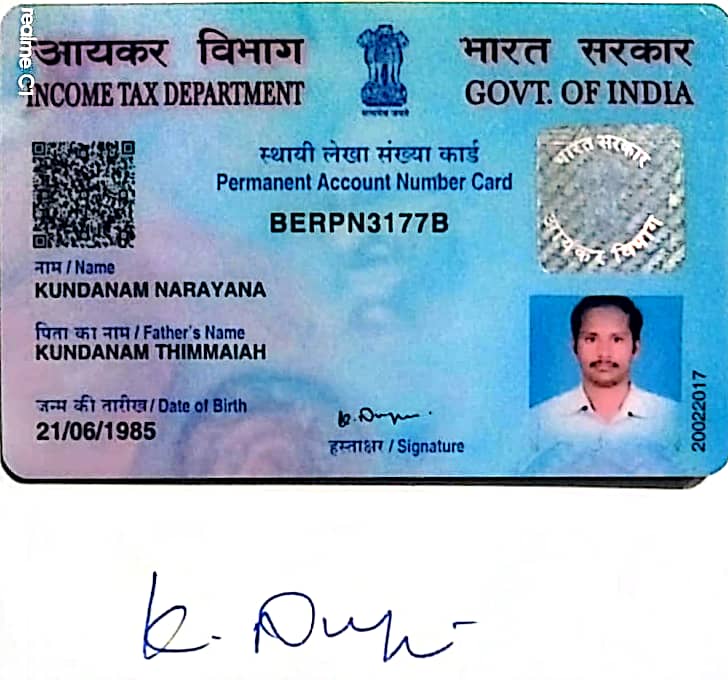 realme C1
आयकर विभाग
INCOME TAX DEPARTMENT
भारत सरकार
GOVT. OF INDIA
सत्यमेव जयते
स्थायी लेखा संख्या कार्ड
Permanent Account Number Card
BERPN3177B
भारत सरकार
आयकर विभाग
नाम / Name
KUNDANAM NARAYANA
पिता का नाम / Father's Name
KUNDANAM THIMMAIAH
जन्म की तारीख / Date of Birth
21/06/1985
हस्ताक्षर / Signature
20022017
K.